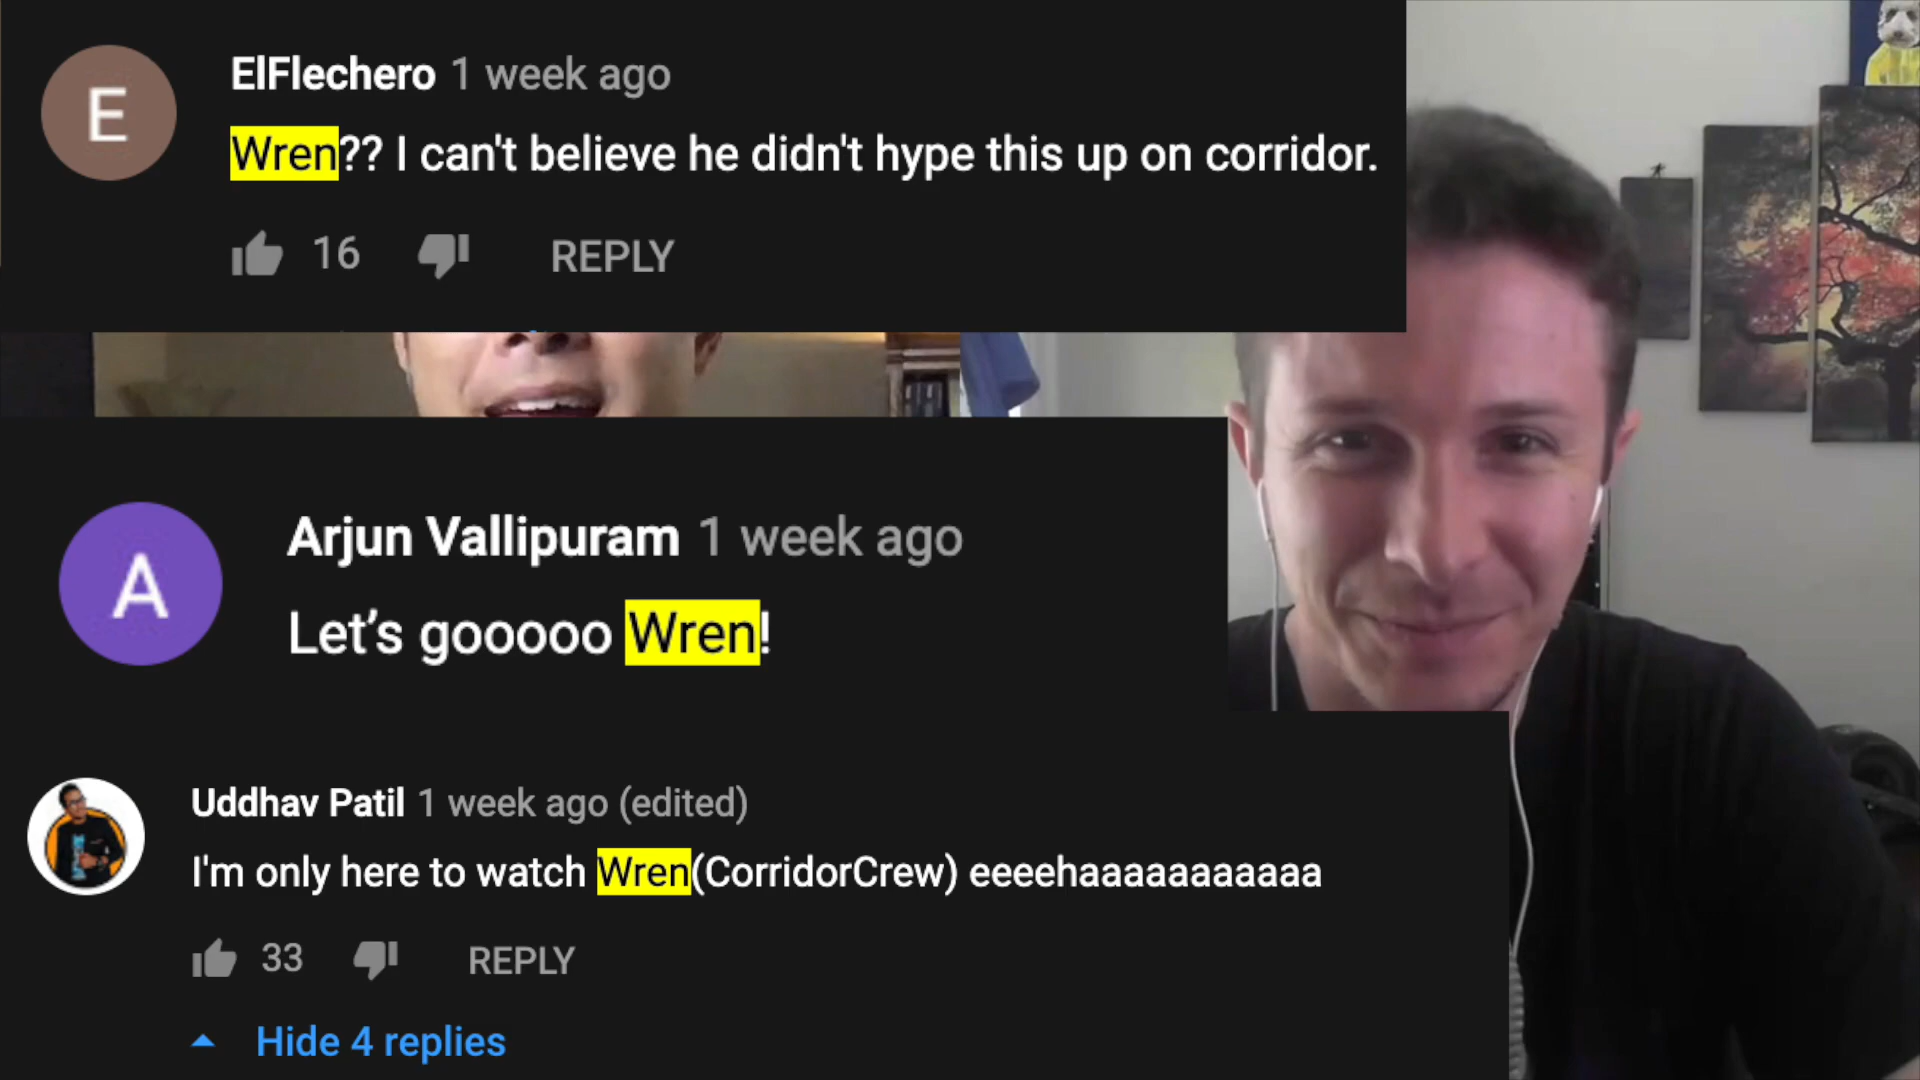 E
ElFlechero 1 week ago
Wren?? I can't believe he didn't hype this up on corridor.
16 REPLY
A
Arjun Vallipuram 1 week ago
Let’s gooooo Wren!
Uddhav Patil 1 week ago (edited)
I'm only here to watch Wren(CorridorCrew) eeeehaaaaaaaaaaa
33 REPLY
Hide 4 replies